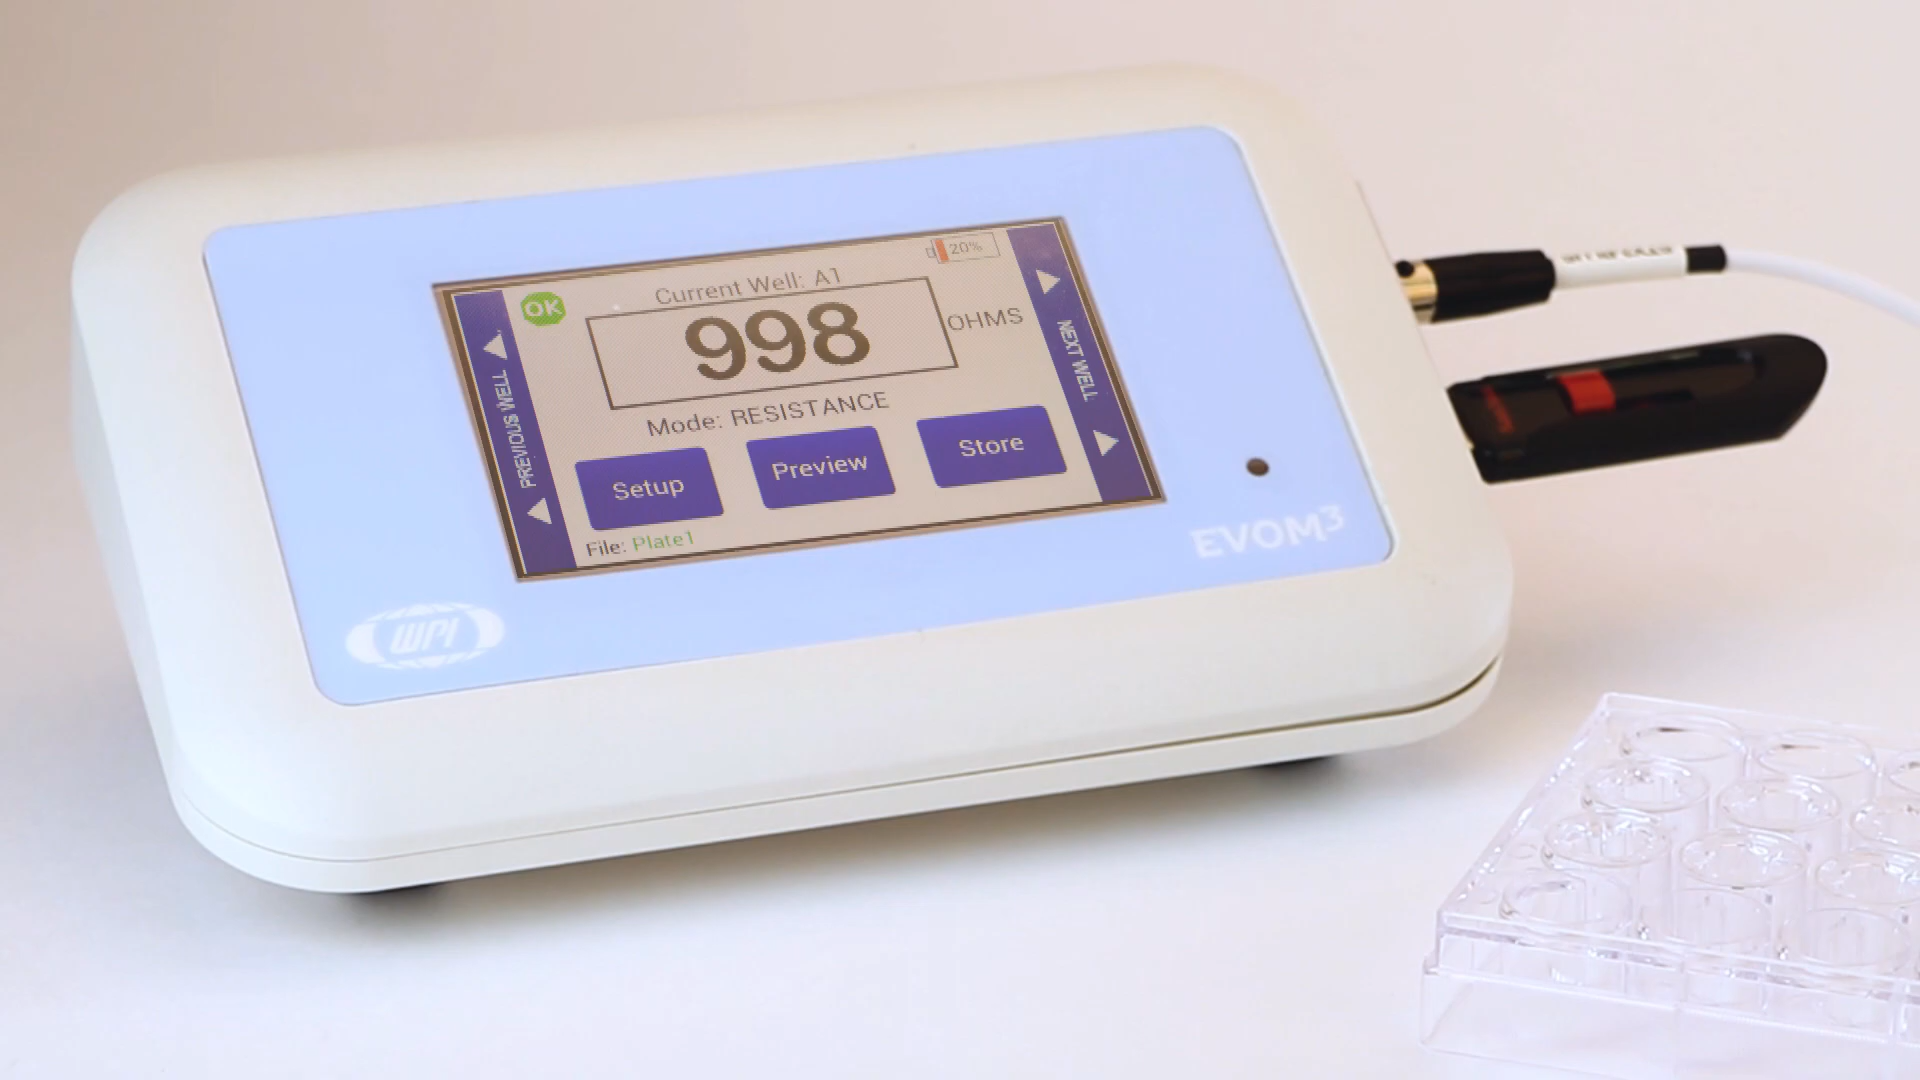 20%
OK
Current Well: A1
998
OHMS
Mode: RESISTANCE
PREVIOUS WELL
NEXT WELL
Setup
Preview
Store
File: Plate1
EVOM3
WPI